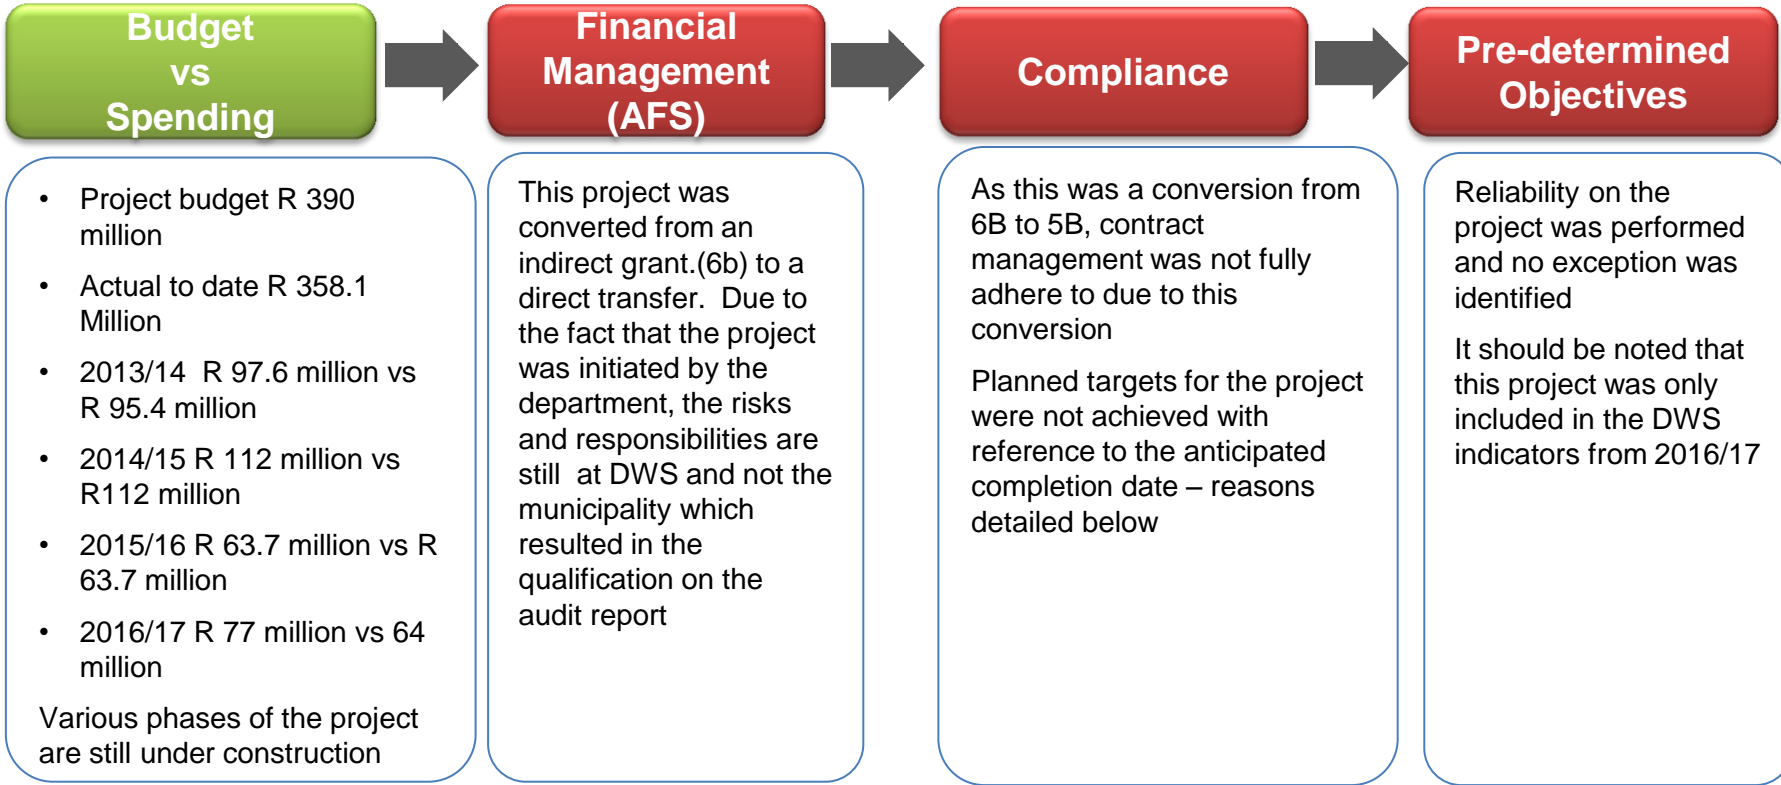 Budget
vs
Spending
Financial
Management
(AFS)
Compliance
Pre-determined
Objectives
• Project budget R 390
million
• Actual to date R 358.1
Million
• 2013/14 R 97.6 million vs
R 95.4 million
• 2014/15 R 112 million vs
R112 million
• 2015/16 R 63.7 million vs R
63.7 million
• 2016/17 R 77 million vs 64
million
Various phases of the project
are still under construction
This project was
converted from an
indirect grant.(6b) to a
direct transfer. Due to
the fact that the project
was initiated by the
department, the risks
and responsibilities are
still at DWS and not the
municipality which
resulted in the
qualification on the
audit report
As this was a conversion from
6B to 5B, contract
management was not fully
adhere to due to this
conversion
Planned targets for the project
were not achieved with
reference to the anticipated
completion date – reasons
detailed below
Reliability on the
project was performed
and no exception was
identified
It should be noted that
this project was only
included in the DWS
indicators from 2016/17